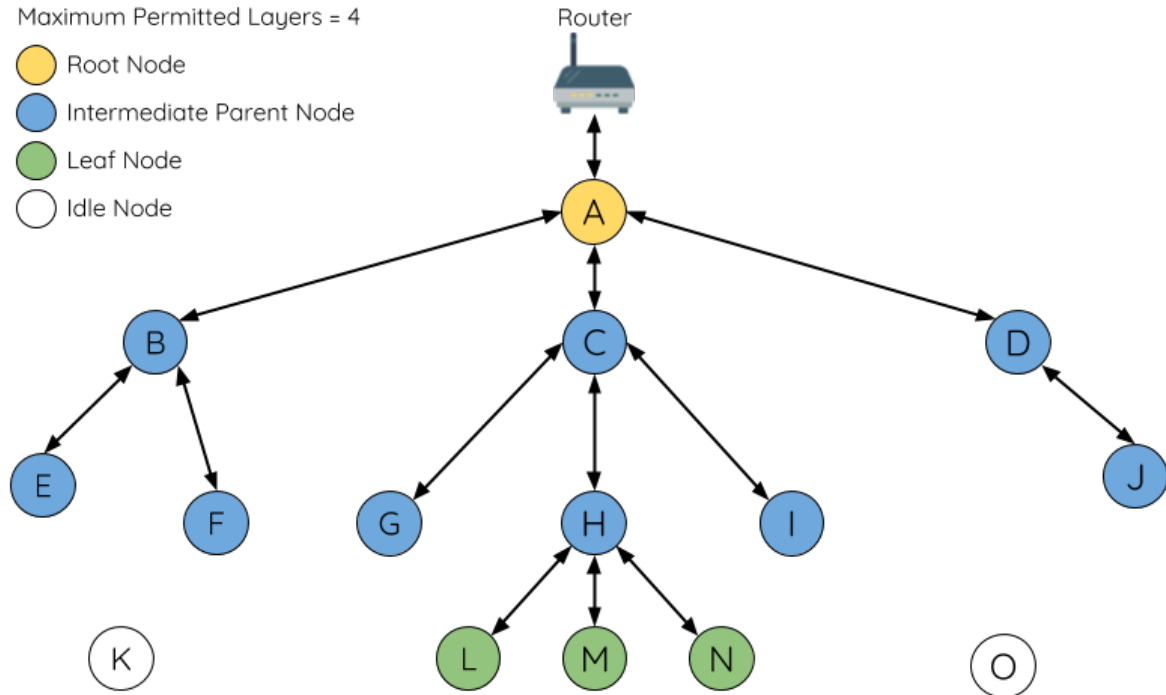 Maximum Permitted Layers = 4
Router
Root Node
Intermediate Parent Node
Leaf Node
Idle Node
A
B
C
D
E
F
G
H
I
J
K
L
M
N
O